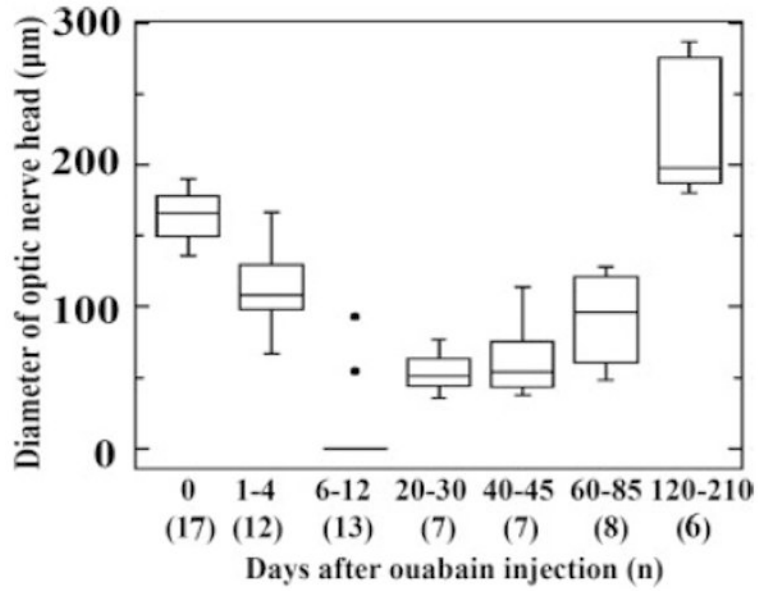 Diameter of optic nerve head (μm)
300
200
100
0
0 1-4 6-12 20-30 40-45 60-85 120-210
(17) (12) (13) (7) (7) (8) (6)
Days after ouabain injection (n)